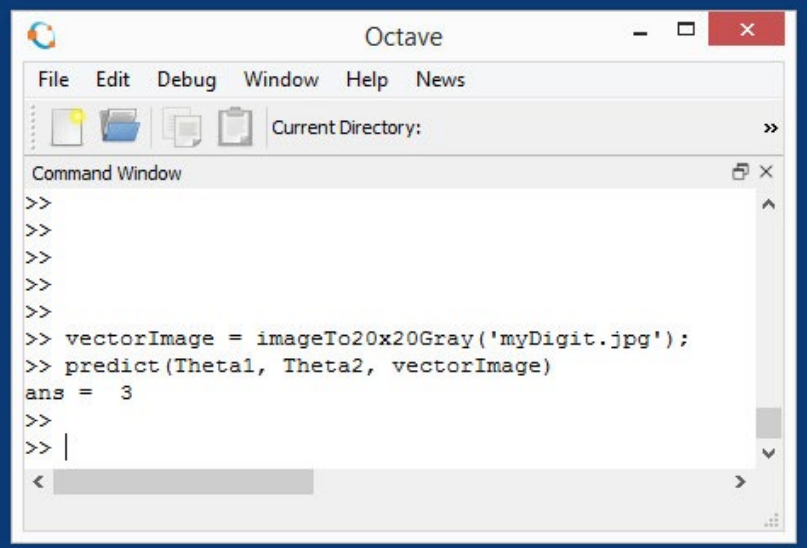 Octave
File Edit Debug Window Help News
Current Directory:
Command Window
>>
>>
>>
>>
>>
>> vectorImage = imageTo20x20Gray('myDigit.jpg');
>> predict(Theta1, Theta2, vectorImage)
ans =  3
>>
>>